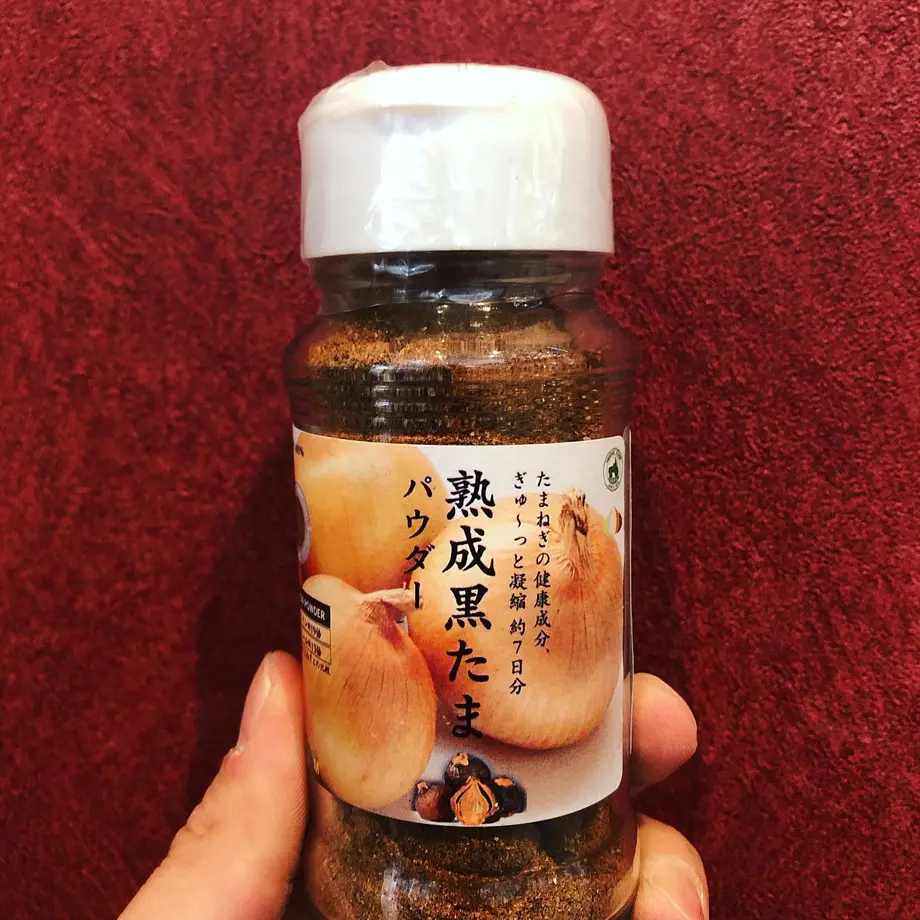 たまねぎの健康成分、
ぎゅ〜っと凝縮 約7日分
熟成黒たま
パウダー
POWDER